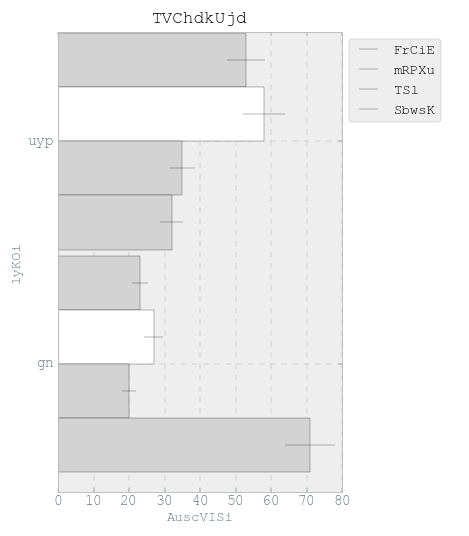 TVChdkUjd
FrCiE
mRPXu
TSl
SbwsK
uyp
gn
lyKOi
0 10 20 30 40 50 60 70 80
AuscVISi